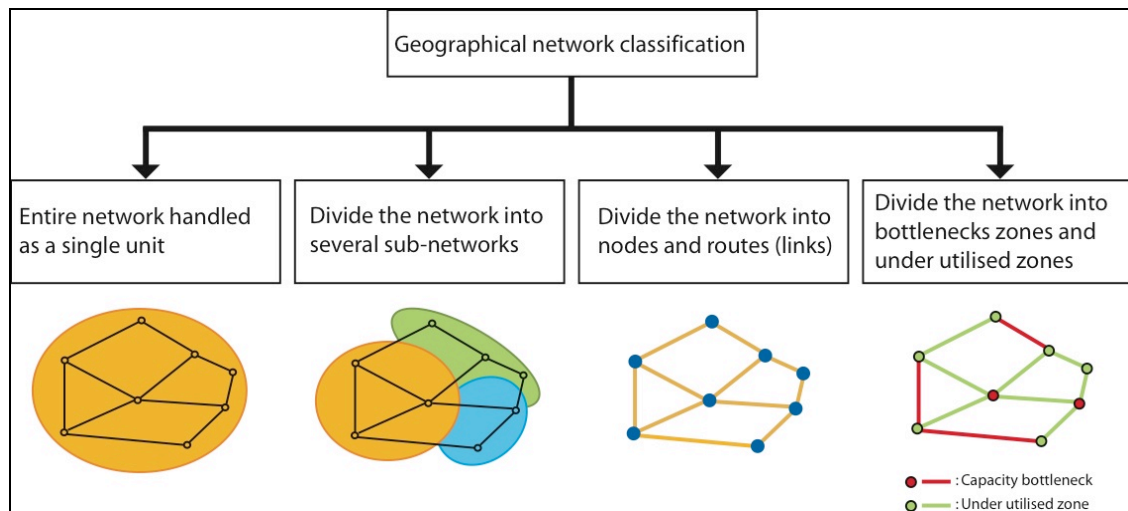 Geographical network classification
Entire network handled
as a single unit
Divide the network into
several sub-networks
Divide the network into
nodes and routes (links)
Divide the network into
bottlenecks zones and
under utilised zones
: Capacity bottleneck
: Under utilised zone